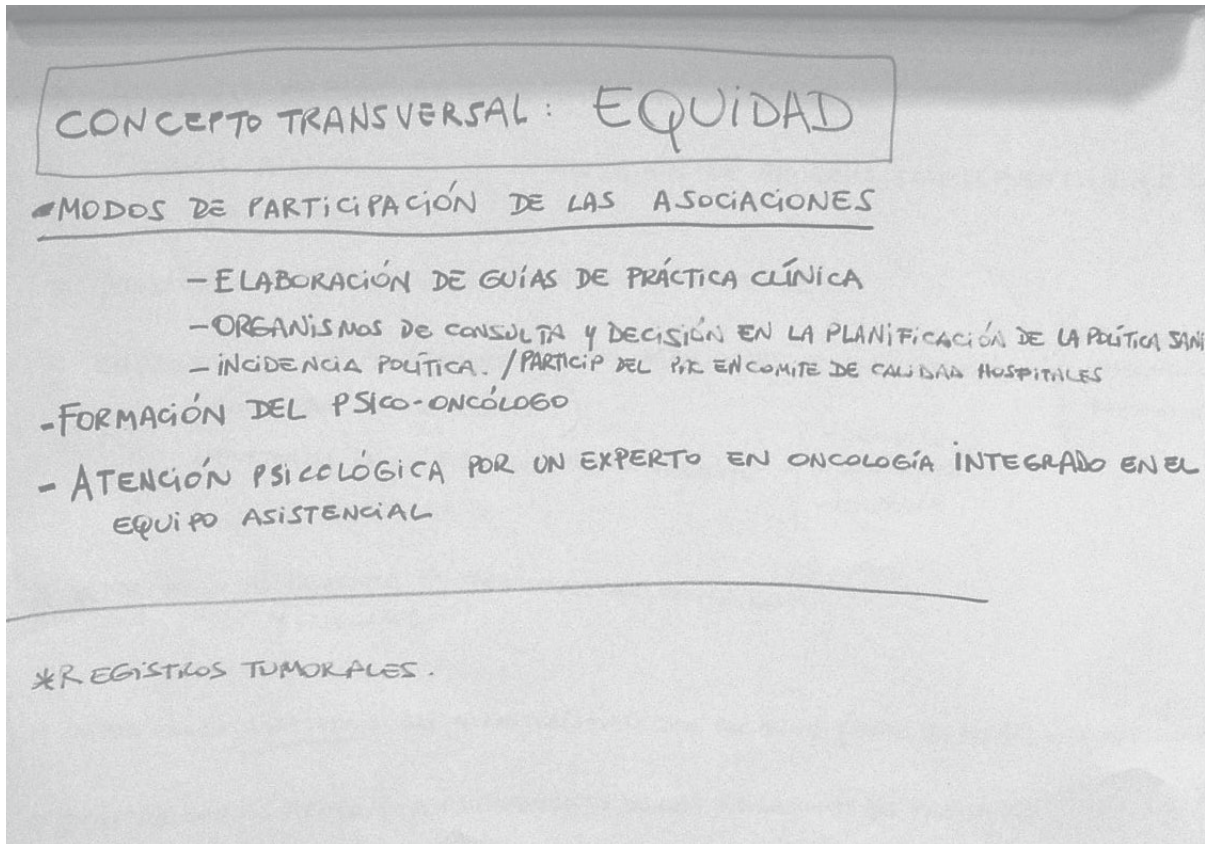 CONCEPTO TRANSVERSAL: EQUIDAD
- MODOS DE PARTICIPACIÓN DE LAS ASOCIACIONES
- ELABORACIÓN DE GUÍAS DE PRÁCTICA CLÍNICA
- ORGANISMOS DE CONSULTA Y DECISIÓN EN LA PLANIFICACIÓN DE LA POLÍTICA SANI
- INCIDENCIA POLÍTICA. / PARTICIP DEL EN COMITE DE CALIDAD HOSPITALES
- FORMACIÓN DEL PSICO-ONCÓLOGO
- ATENCIÓN PSICOLÓGICA POR UN EXPERTO EN ONCOLOGÍA INTEGRADO EN EL
EQUIPO ASISTENCIAL
*REGISTROS TUMORALES.